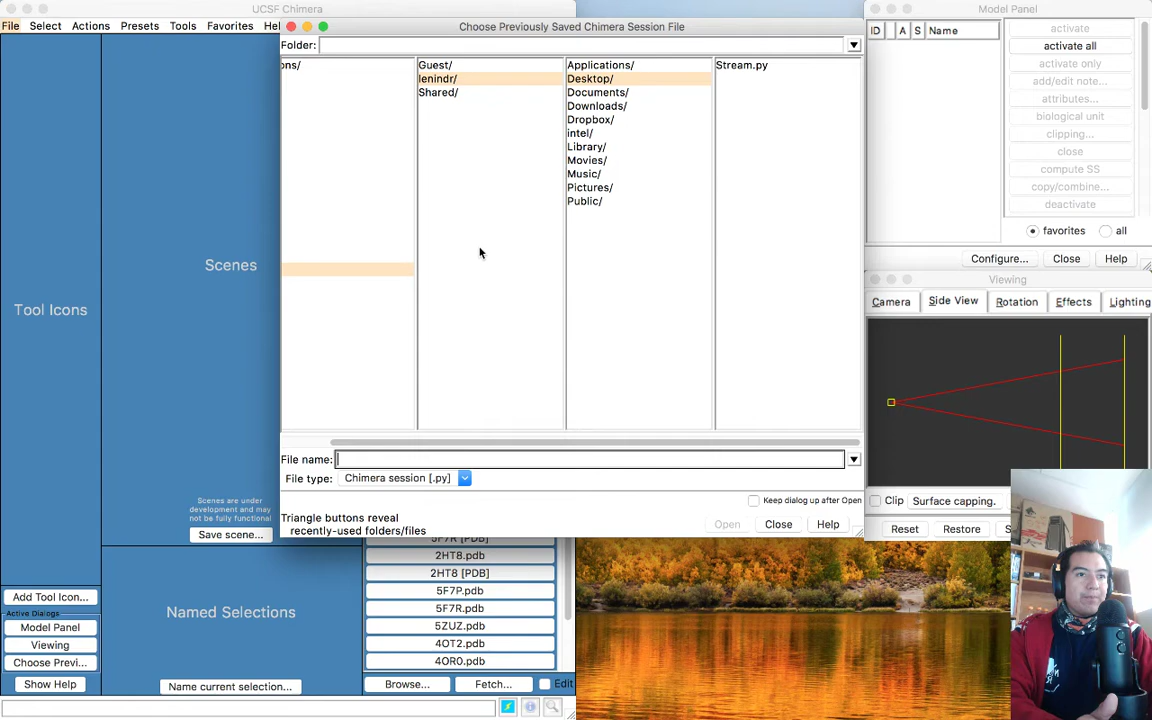 UCSF Chimera
File Select Actions Presets Tools Favorites He
Choose Previously Saved Chimera Session File
Folder:
ons/
Guest/
lenindr/
Shared/
Applications/
Desktop/
Documents/
Downloads/
Dropbox/
intel/
Library/
Movies/
Music/
Pictures/
Public/
Stream.py
File name:
File type: Chimera session [.py]
Keep dialog up after Open
Triangle buttons reveal
recently-used folders/files
Open Close Help
Tool Icons
Scenes
Scenes are under
development and may
not be fully functional
Save scene...
Named Selections
Name current selection...
Add Tool Icon...
Active Dialogs
Model Panel
Viewing
Choose Previ...
Show Help
5F7R [PDB]
2HT8.pdb
2HT8 [PDB]
5F7P.pdb
5F7R.pdb
5ZUZ.pdb
4OT2.pdb
4OR0.pdb
Browse... Fetch... Edit
Model Panel
ID A S Name
activate
activate all
activate only
add/edit note...
attributes...
biological unit
clipping...
close
compute SS
copy/combine...
deactivate
favorites all
Configure... Close Help
Viewing
Camera Side View Rotation Effects Lighting
Clip Surface capping.
Reset Restore S